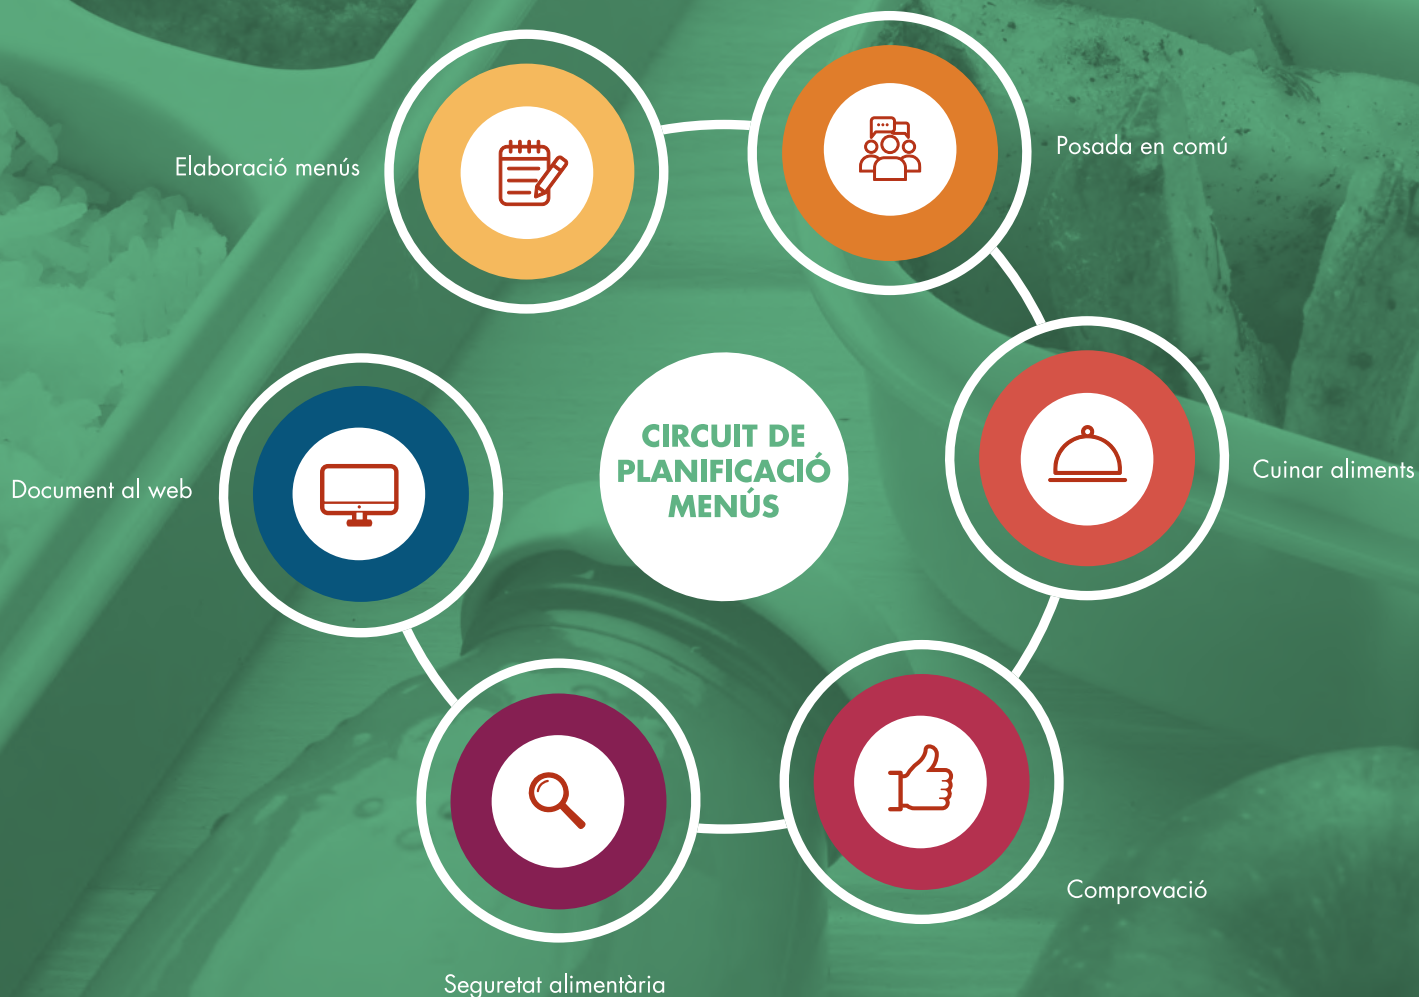 Elaboració menús
Posada en comú
CIRCUIT DE
PLANIFICACIÓ
MENÚS
Cuinar aliments
Document al web
Comprovació
Seguretat alimentària